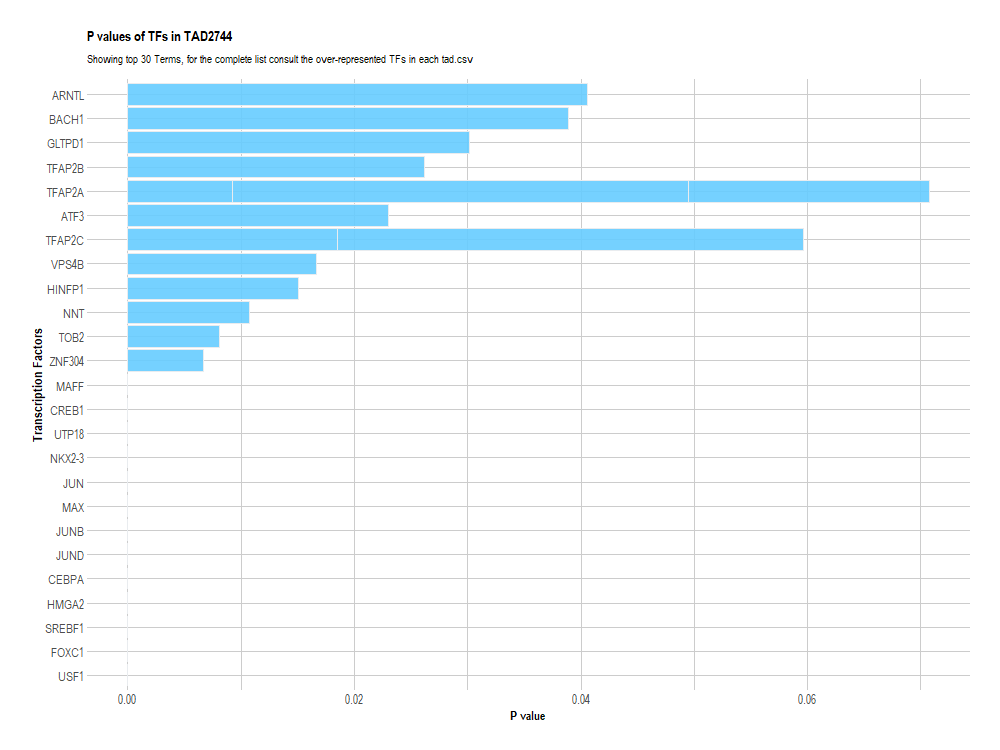 P values of TFs in TAD2744
Showing top 30 Terms, for the complete list consult the over-represented TFs in each tad.csv
Transcription Factors
ARNTL
BACH1
GLTPD1
TFAP2B
TFAP2A
ATF3
TFAP2C
VPS4B
HINFP1
NNT
TOB2
ZNF304
MAFF
CREB1
UTP18
NKX2-3
JUN
MAX
JUNB
JUND
CEBPA
HMGA2
SREBF1
FOXC1
USF1
0.00 0.02 0.04 0.06
P value